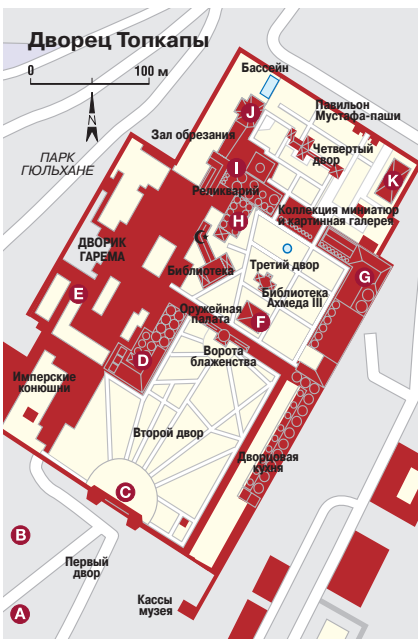 Дворец Топкапы
0 100 м
N
Бассейн
Павильон
Мустафа-паши
J
Зал обрезания
Четвертый
двор
ПАРК
ГЮЛЬХАНЕ
I
K
Реликварий
H
Коллекция миниатюр
и картинная галерея
ДВОРИК
ГАРЕМА
Третий двор
Библиотека
G
E
Библиотека
Ахмеда III
Оружейная
палата
F
D
Ворота
блаженства
Имперские
конюшни
Второй двор
Дворцовая
кухня
C
B
Первый
двор
Кассы
музея
A